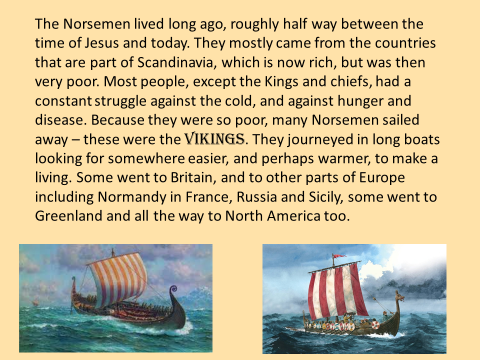 The Norsemen lived long ago, roughly half way between the
time of Jesus and today. They mostly came from the countries
that are part of Scandinavia, which is now rich, but was then
very poor. Most people, except the Kings and chiefs, had a
constant struggle against the cold, and against hunger and
disease. Because they were so poor, many Norsemen sailed
away – these were the VIKINGS. They journeyed in long boats
looking for somewhere easier, and perhaps warmer, to make a
living. Some went to Britain, and to other parts of Europe
including Normandy in France, Russia and Sicily, some went to
Greenland and all the way to North America too.